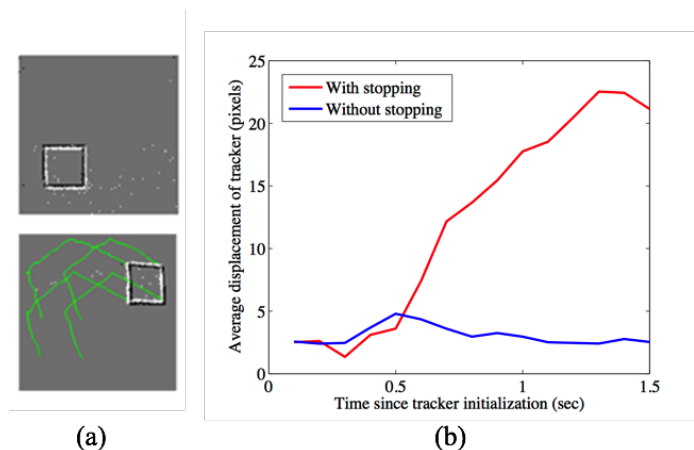 25
With stopping
Without stopping
20
15
10
5
0
0
0.5
1
1.5
Average displacement of tracker (pixels)
Time since tracker initialization (sec)
(a)
(b)